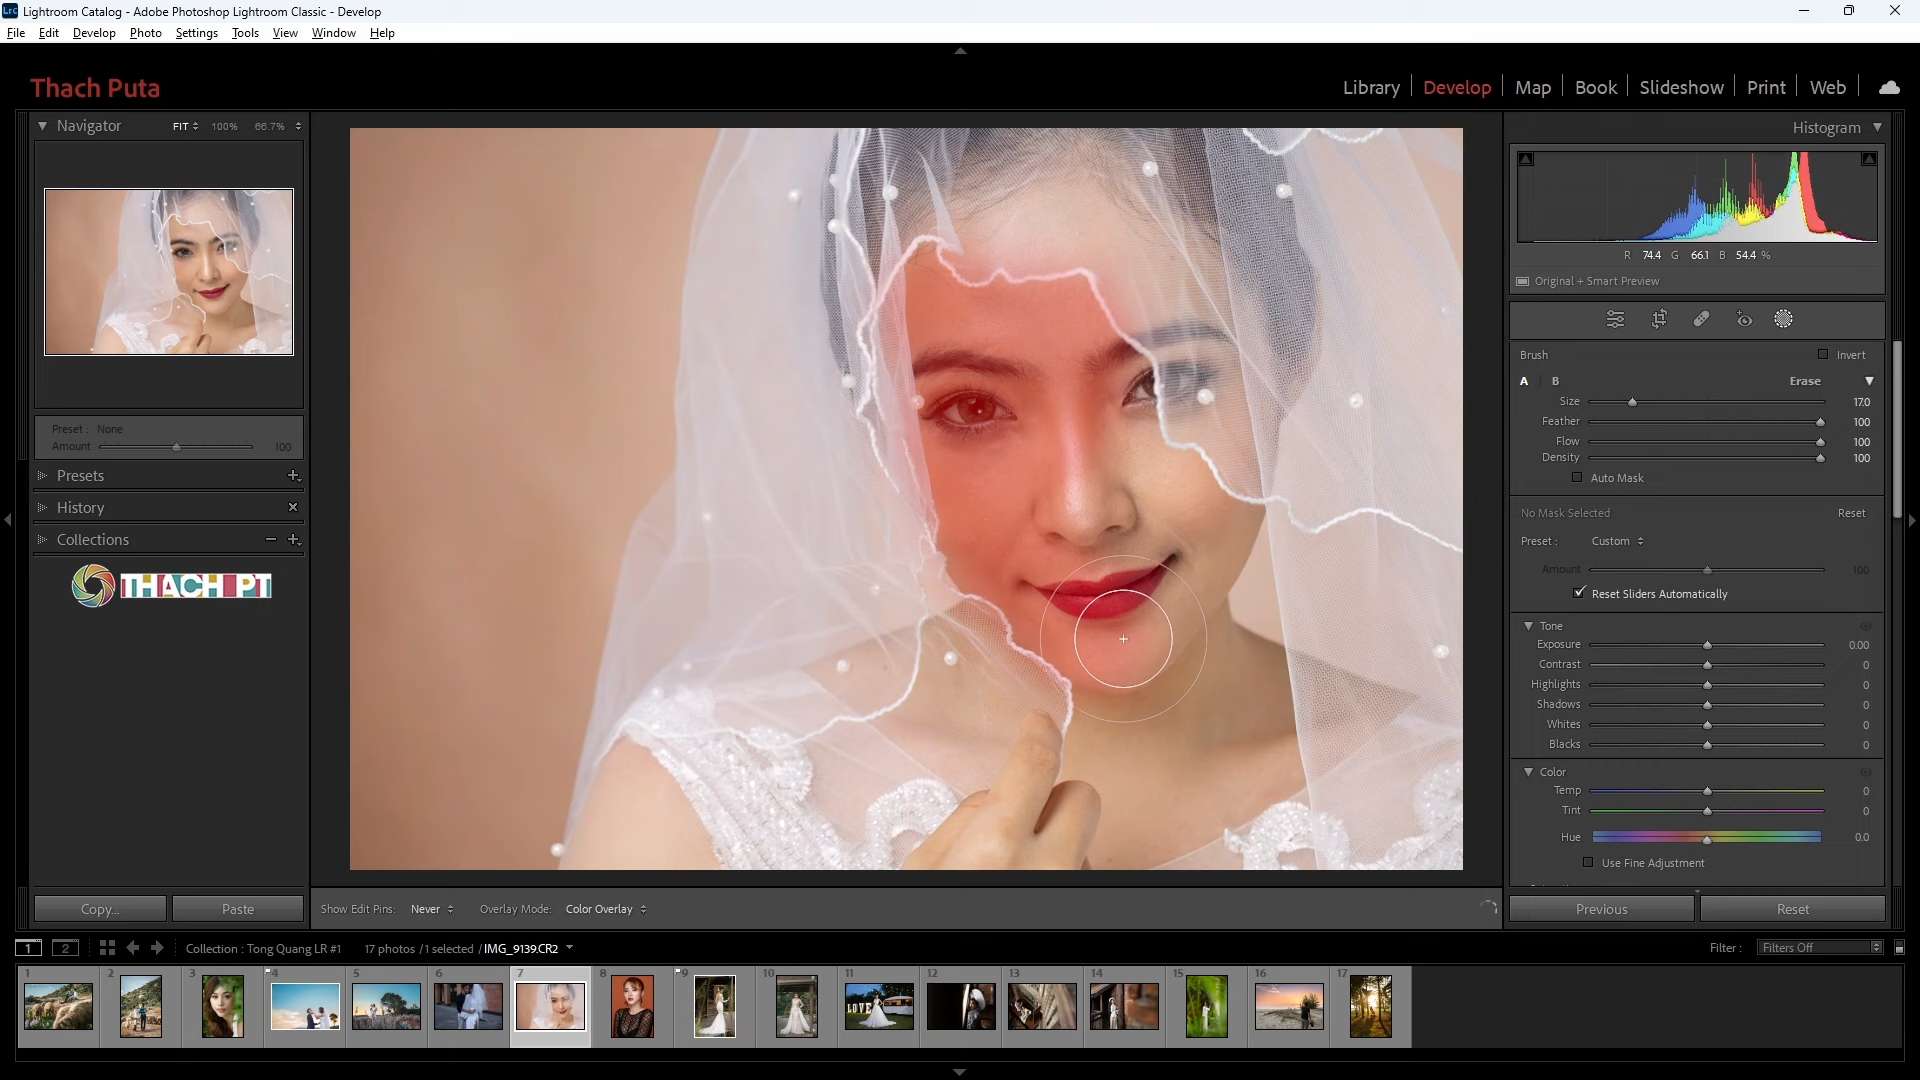 Lrc Lightroom Catalog - Adobe Photoshop Lightroom Classic - Develop
File Edit Develop Photo Settings Tools View Window Help
Thach Puta
Library Develop Map Book Slideshow Print Web
Navigator FIT 100% 66.7%
Histogram
R 74.4 G 66.1 B 54.4 %
Original + Smart Preview
Brush Invert
A B Erase
Size 17.0
Feather 100
Flow 100
Density 100
Auto Mask
No Mask Selected Reset
Preset : Custom
Amount 100
Reset Sliders Automatically
Tone
Exposure 0.00
Contrast 0
Highlights 0
Shadows 0
Whites 0
Blacks 0
Color
Temp 0
Tint 0
Hue 0.0
Use Fine Adjustment
Preset : None
Amount 100
Presets
History
Collections
THACH PT
Copy... Paste
Show Edit Pins: Never Overlay Mode: Color Overlay
Previous Reset
1 2 Collection : Tong Quang LR #1 17 photos / 1 selected / IMG_9139.CR2
Filter : Filters Off
1 2 3 4 5 6 7 8 9 10 11 12 13 14 15 16 17
LOVE